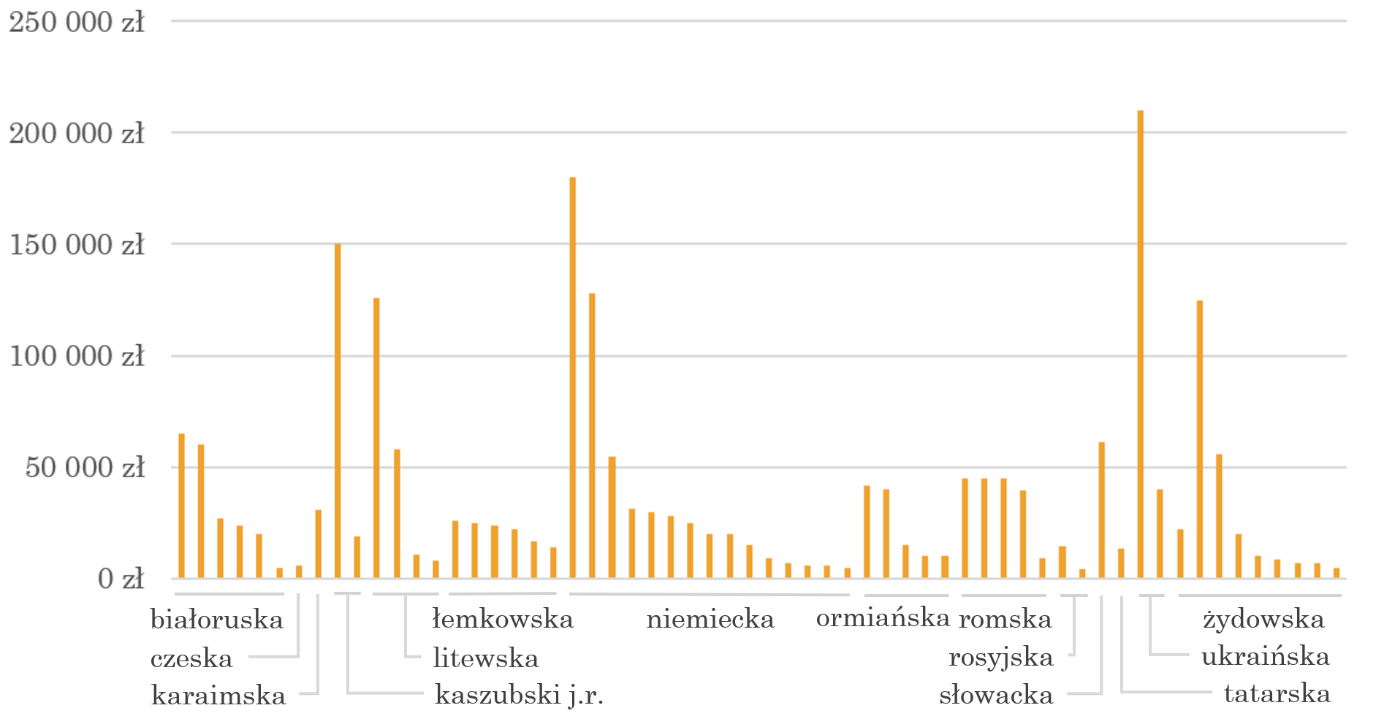 250 000 zł
200 000 zł
150 000 zł
100 000 zł
50 000 zł
0 zł
białoruska łemkowska niemiecka ormiańska romska żydowska
czeska litewska rosyjska ukraińska
karaimska kaszubski j.r. słowacka tatarska